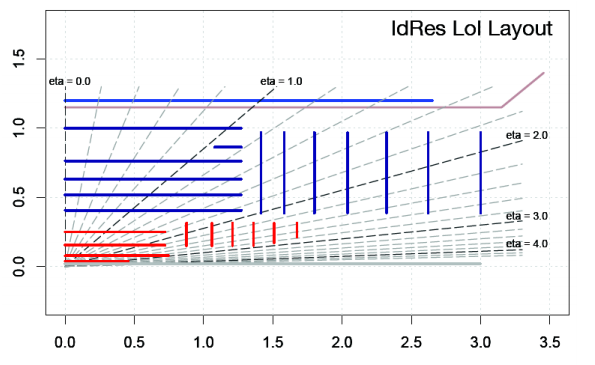 IdRes LoI Layout
eta = 0.0
eta = 1.0
eta = 2.0
eta = 3.0
eta = 4.0
1.5
1.0
0.5
0.0
0.0 0.5 1.0 1.5 2.0 2.5 3.0 3.5